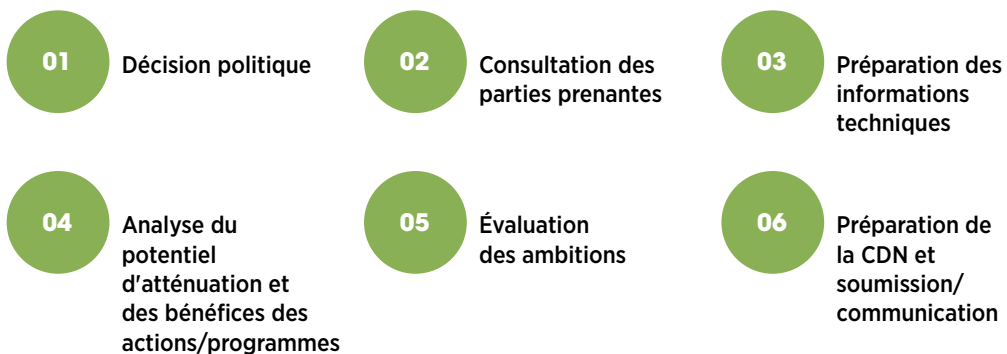 01
Décision politique
02
Consultation des
parties prenantes
03
Préparation des
informations
techniques
04
Analyse du
potentiel
d'atténuation et
des bénéfices des
actions/programmes
05
Évaluation
des ambitions
06
Préparation de
la CDN et
soumission/
communication